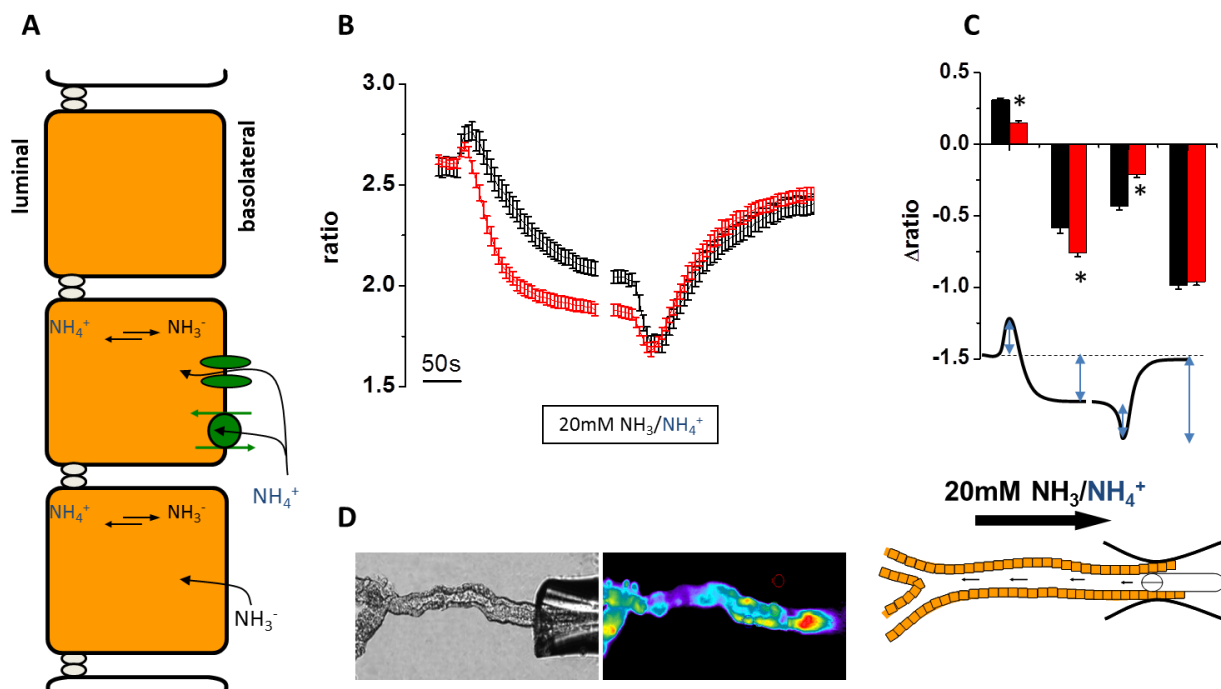 A
luminal
basolateral
NH₄⁺ NH₃⁻
NH₄⁺
NH₄⁺ NH₃⁻
NH₃⁻
B
ratio
3.0
2.5
2.0
1.5
50s
20mM NH₃/NH₄⁺
C
Δratio
0.5
0.0
-0.5
-1.0
-1.5
*
*
*
D
20mM NH₃/NH₄⁺